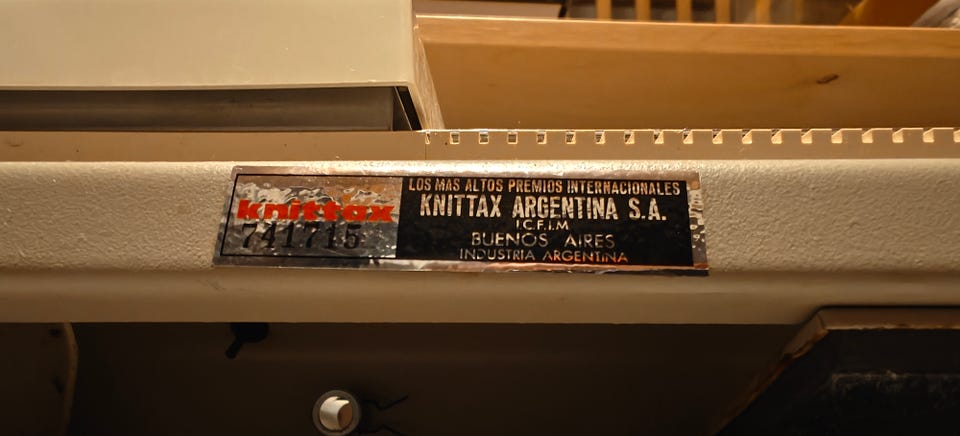 knittax
741715
LOS MAS ALTOS PREMIOS INTERNACIONALES
KNITTAX ARGENTINA S.A.
I.C.F.I.M
BUENOS AIRES
INDUSTRIA ARGENTINA